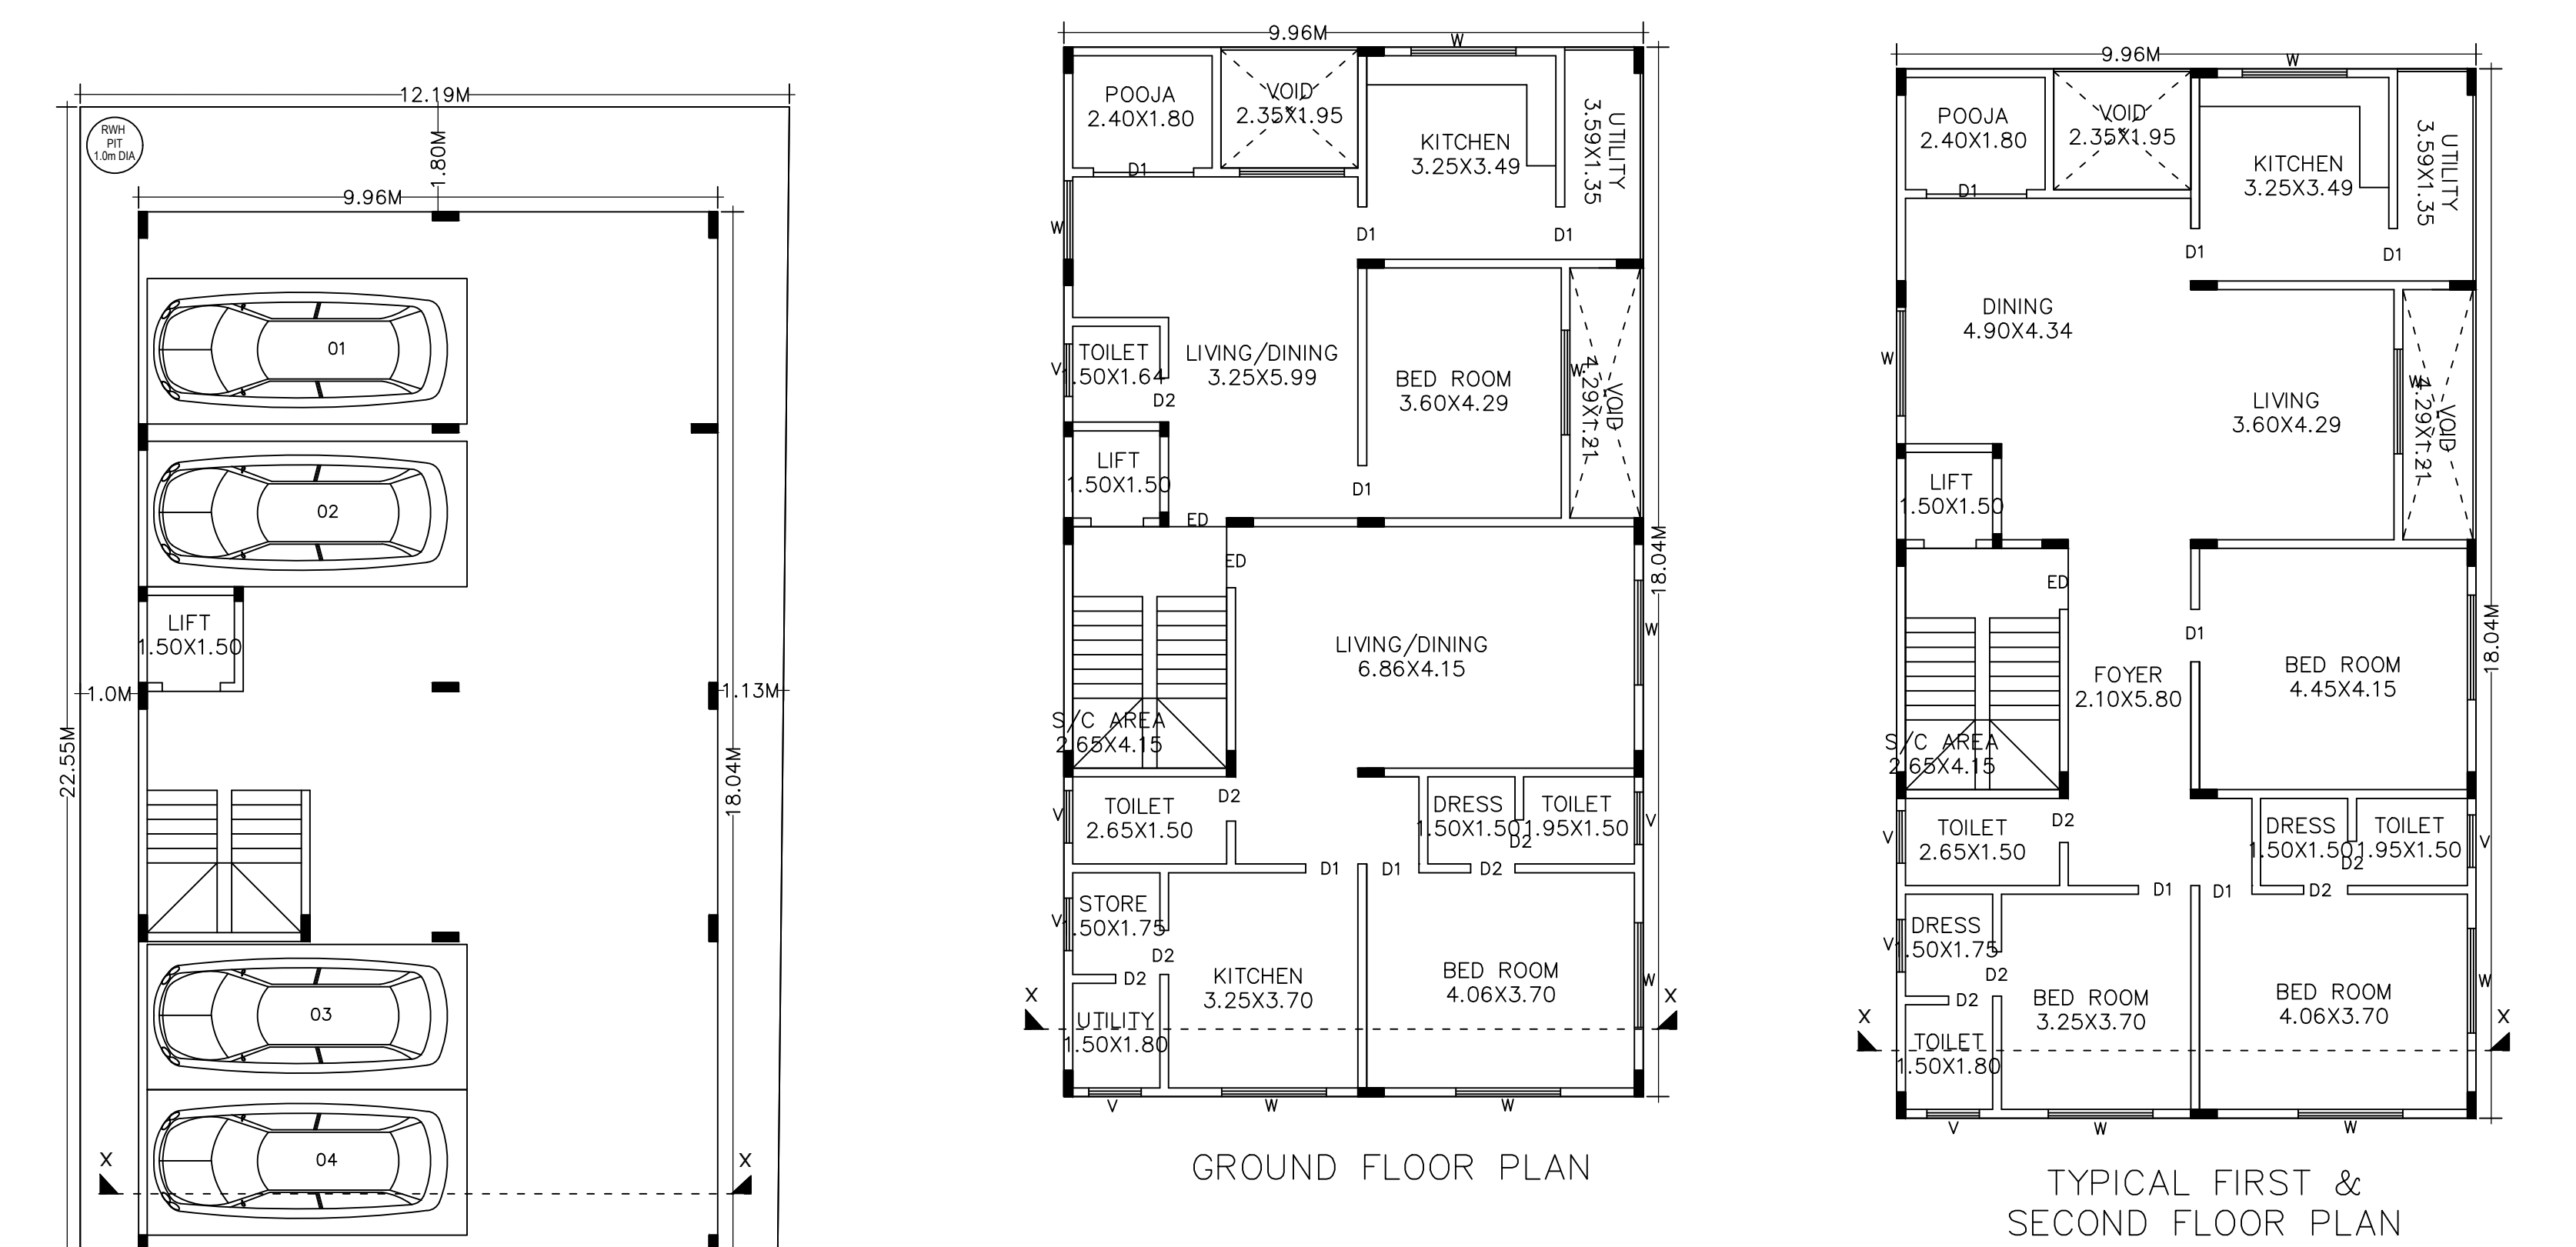 12.19M
RWH
PIT
1.0m DIA
1.80M
9.96M
01
02
LIFT
1.50X1.50
1.0M
1.13M
22.55M
18.04M
03
04
X
X
9.96M
W
POOJA
2.40X1.80
VOID
2.35X1.95
KITCHEN
3.25X3.49
UTILITY
3.59X1.35
D1
W
D1
D1
TOILET
1.50X1.64
V
D2
LIVING/DINING
3.25X5.99
BED ROOM
3.60X4.29
W
VOID
4.29X1.21
LIFT
1.50X1.50
D1
ED
ED
18.04M
LIVING/DINING
6.86X4.15
W
S/C AREA
2.65X4.15
TOILET
2.65X1.50
V
D2
DRESS
1.50X1.50
D2
TOILET
1.95X1.50
V
D1
D1
D2
STORE
1.50X1.75
V
D2
D2
KITCHEN
3.25X3.70
BED ROOM
4.06X3.70
W
X
X
UTILITY
1.50X1.80
V
W
W
GROUND FLOOR PLAN
9.96M
W
POOJA
2.40X1.80
VOID
2.35X1.95
KITCHEN
3.25X3.49
UTILITY
3.59X1.35
D1
D1
D1
DINING
4.90X4.34
W
LIVING
3.60X4.29
W
VOID
4.29X1.21
LIFT
1.50X1.50
ED
D1
18.04M
FOYER
2.10X5.80
BED ROOM
4.45X4.15
S/C AREA
2.65X4.15
TOILET
2.65X1.50
V
D2
DRESS
1.50X1.50
D2
TOILET
1.95X1.50
V
D1
D1
D2
DRESS
1.50X1.75
V
D2
D2
BED ROOM
3.25X3.70
BED ROOM
4.06X3.70
W
X
X
TOILET
1.50X1.80
V
W
W
TYPICAL FIRST &
SECOND FLOOR PLAN